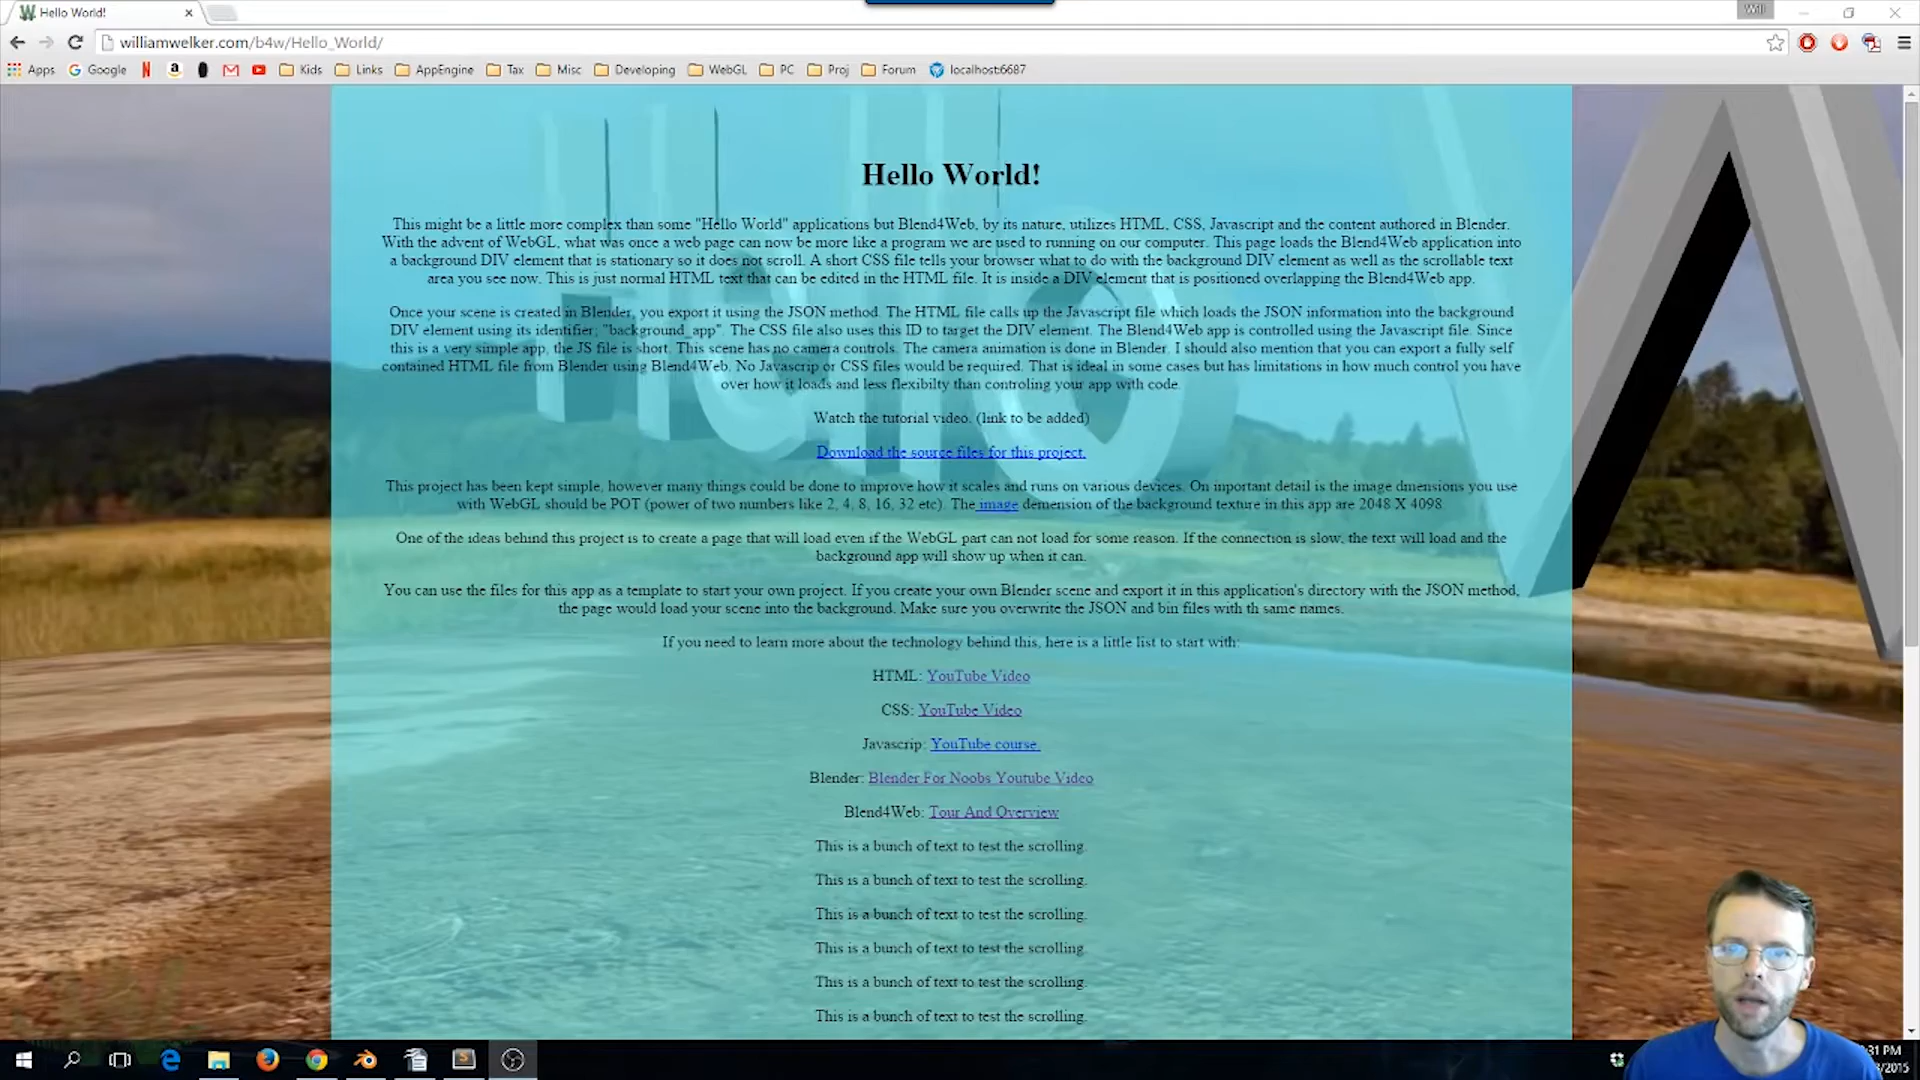 Hello World!
Will
williamwelker.com/b4w/Hello_World/
Apps Google Kids Links AppEngine Tax Misc Developing WebGL PC Proj Forum localhost:6687
Hello World!
This might be a little more complex than some "Hello World" applications but Blend4Web, by its nature, utilizes HTML, CSS, Javascript and the content authored in Blender.
With the advent of WebGL, what was once a web page can now be more like a program we are used to running on our computer. This page loads the Blend4Web application into
a background DIV element that is stationary so it does not scroll. A short CSS file tells your browser what to do with the background DIV element as well as the scrollable text
area you see now. This is just normal HTML text that can be edited in the HTML file. It is inside a DIV element that is positioned overlapping the Blend4Web app.
Once your scene is created in Blender, you export it using the JSON method. The HTML file calls up the Javascript file which loads the JSON information into the background
DIV element using its identifier; "background_app". The CSS file also uses this ID to target the DIV element. The Blend4Web app is controlled using the Javascript file. Since
this is a very simple app, the JS file is short. This scene has no camera controls. The camera animation is done in Blender. I should also mention that you can export a fully self
contained HTML file from Blender using Blend4Web. No Javascrip or CSS files would be required. That is ideal in some cases but has limitations in how much control you have
over how it loads and less flexibilty than controling your app with code.
Watch the tutorial video. (link to be added)
Download the source files for this project.
This project has been kept simple, however many things could be done to improve how it scales and runs on various devices. On inportant detail is the image dmensions you use
with WebGL should be POT (power of two numbers like 2, 4, 8, 16, 32 etc). The image demension of the background texture in this app are 2048 X 4098.
One of the ideas behind this project is to create a page that will load even if the WebGL part can not load for some reason. If the connection is slow, the text will load and the
background app will show up when it can.
You can use the files for this app as a template to start your own project. If you create your own Blender scene and export it in this application's directory with the JSON method,
the page would load your scene into the background. Make sure you overwrite the JSON and bin files with th same names.
If you need to learn more about the technology behind this, here is a little list to start with:
HTML: YouTube Video
CSS: YouTube Video
Javascrip: YouTube course.
Blender: Blender For Noobs Youtube Video
Blend4Web: Tour And Overview
This is a bunch of text to test the scrolling.
This is a bunch of text to test the scrolling.
This is a bunch of text to test the scrolling.
This is a bunch of text to test the scrolling.
This is a bunch of text to test the scrolling.
This is a bunch of text to test the scrolling.
:31 PM
/2015